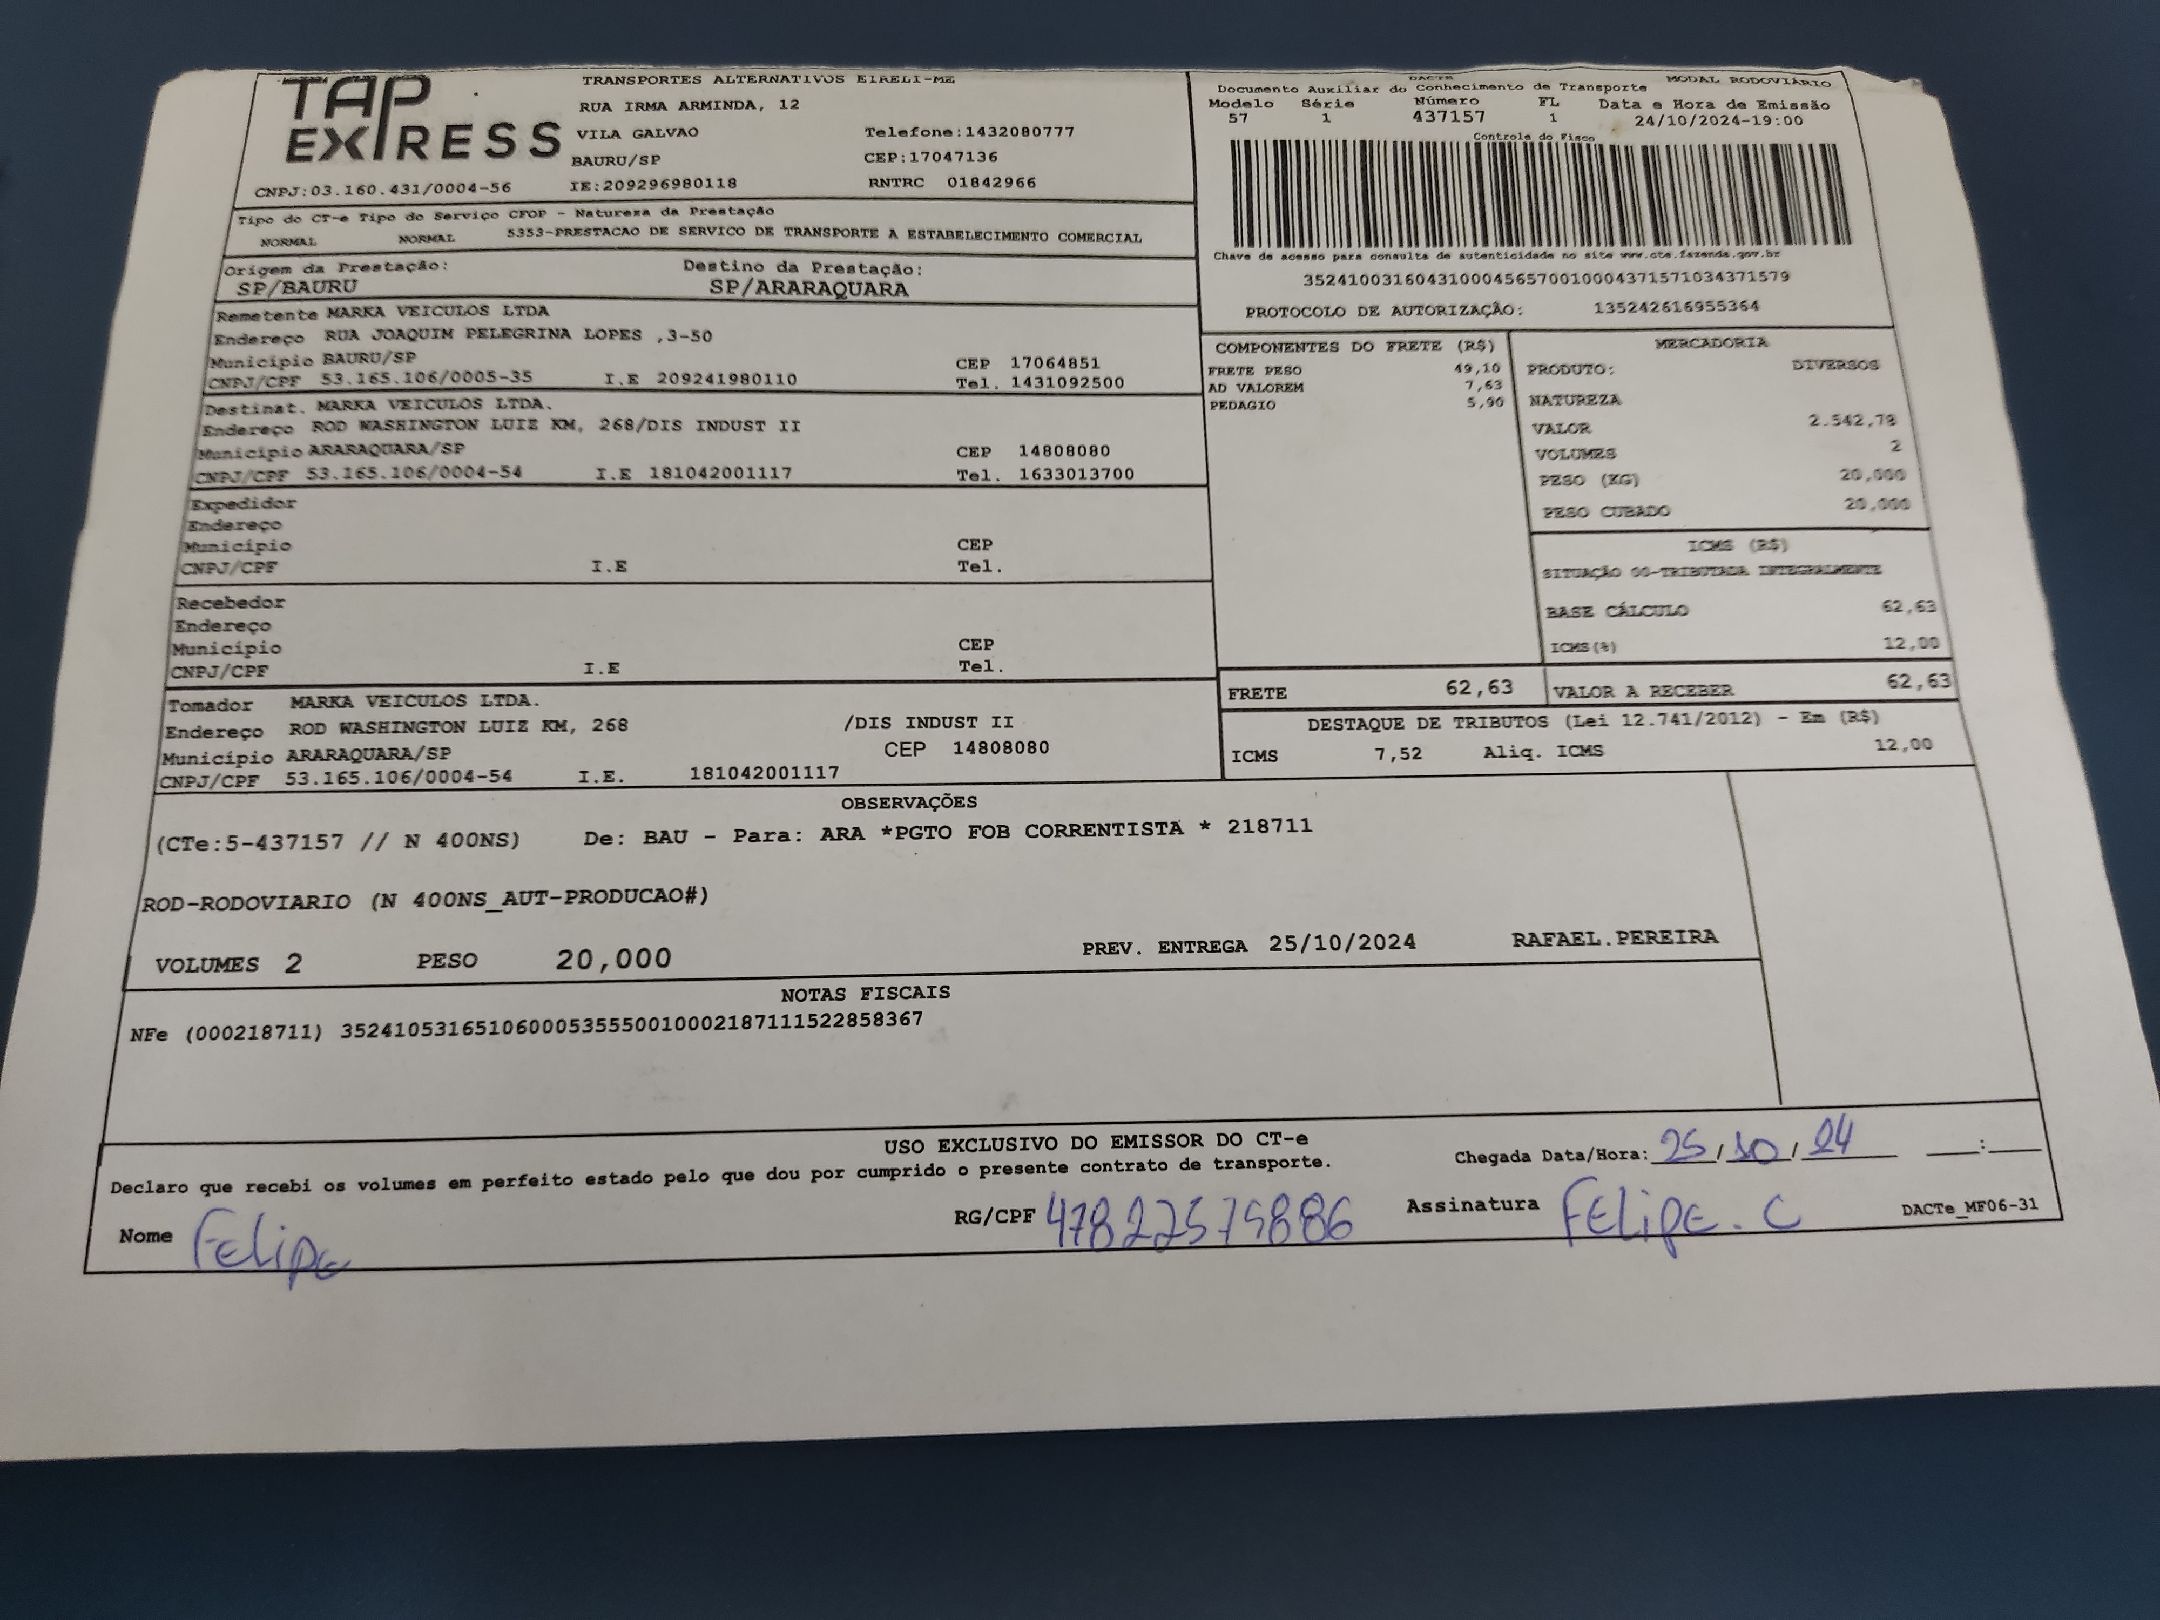 TAP EXPRESS
TRANSPORTES ALTERNATIVOS EIRELI-ME
RUA IRMA ARMINDA, 12
VILA GALVAO Telefone:1432080777
BAURU/SP CEP:17047136
CNPJ:03.160.431/0004-56 IE:209296980118 RNTRC 01842966
Tipo do CT-e Tipo do Serviço CFOP - Natureza da Prestação
NORMAL NORMAL 5353-PRESTACAO DE SERVICO DE TRANSPORTE A ESTABELECIMENTO COMERCIAL
Origem da Prestação: Destino da Prestação:
SP/BAURU SP/ARARAQUARA
Remetente MARKA VEICULOS LTDA
Endereço RUA JOAQUIM PELEGRINA LOPES ,3-50
Município BAURU/SP CEP 17064851
CNPJ/CPF 53.165.106/0005-35 I.E 209241980110 Tel. 1431092500
Destinat. MARKA VEICULOS LTDA.
Endereço ROD WASHINGTON LUIZ KM, 268/DIS INDUST II
Município ARARAQUARA/SP CEP 14808080
CNPJ/CPF 53.165.106/0004-54 I.E 181042001117 Tel. 1633013700
Expedidor
Endereço
Município CEP
CNPJ/CPF I.E Tel.
Recebedor
Endereço
Município CEP
CNPJ/CPF I.E Tel.
Tomador MARKA VEICULOS LTDA.
Endereço ROD WASHINGTON LUIZ KM, 268 /DIS INDUST II
Município ARARAQUARA/SP CEP 14808080
CNPJ/CPF 53.165.106/0004-54 I.E. 181042001117
DACTE MODAL RODOVIÁRIO
Documento Auxiliar do Conhecimento de Transporte
Modelo Série Número FL Data e Hora de Emissão
57 1 437157 1 24/10/2024-19:00
Controle do Fisco
Chave de acesso para consulta de autenticidade no site www.cte.fazenda.gov.br
35241003160431000456570010004371571034371579
PROTOCOLO DE AUTORIZAÇÃO: 135242616955364
COMPONENTES DO FRETE (R$)
FRETE PESO 49,10
AD VALOREM 7,63
PEDAGIO 5,90
MERCADORIA
PRODUTO: DIVERSOS
NATUREZA
VALOR 2.542,78
VOLUMES 2
PESO (KG) 20,000
PESO CUBADO 20,000
ICMS (R$)
SITUAÇÃO 00-TRIBUTADA INTEGRALMENTE
BASE CÁLCULO 62,63
ICMS(%) 12,00
FRETE 62,63 VALOR A RECEBER 62,63
DESTAQUE DE TRIBUTOS (Lei 12.741/2012) - Em (R$)
ICMS 7,52 Aliq. ICMS 12,00
OBSERVAÇÕES
(CTe:5-437157 // N 400NS) De: BAU - Para: ARA *PGTO FOB CORRENTISTA * 218711
ROD-RODOVIARIO (N 400NS_AUT-PRODUCAO#)
VOLUMES 2 PESO 20,000 PREV. ENTREGA 25/10/2024 RAFAEL.PEREIRA
NOTAS FISCAIS
NFe (000218711) 35241053165106000535550010002187111522858367
USO EXCLUSIVO DO EMISSOR DO CT-e
Declaro que recebi os volumes em perfeito estado pelo que dou por cumprido o presente contrato de transporte.
Chegada Data/Hora: 25/10/24 __:__
Nome Felipe RG/CPF 47822575886 Assinatura Felipe. C DACTe_MF06-31